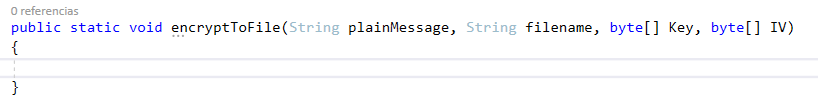 0 referencias
public static void encryptToFile(String plainMessage, String filename, byte[] Key, byte[] IV)
{
}